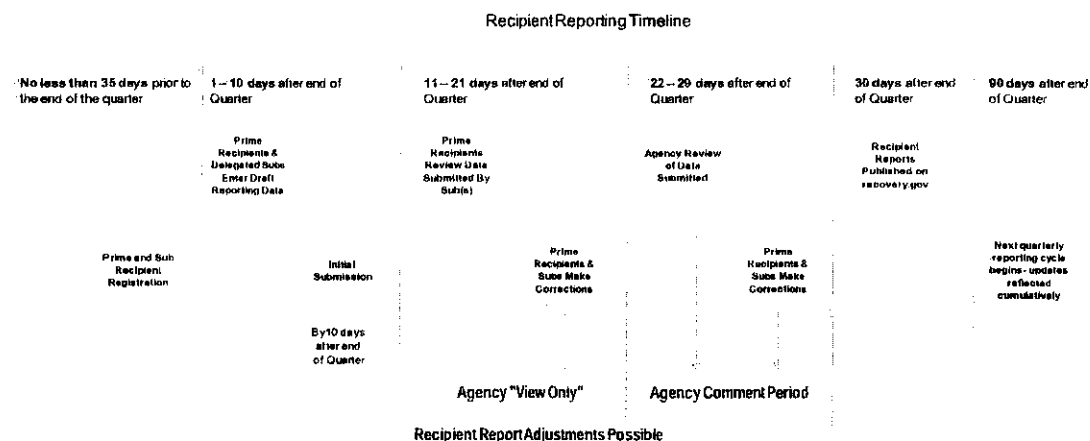 Recipient Reporting Timeline
No less than 35 days prior to
the end of the quarter
1 – 10 days after end of
Quarter
11 – 21 days after end of
Quarter
22 – 29 days after end of
Quarter
30 days after end
of Quarter
90 days after end
of Quarter
Prime
Recipients &
Delegated Subs
Enter Draft
Reporting Data
Prime
Recipients
Review Data
Submitted By
Sub(s)
Agency Review
of Data
Submitted
Recipient
Reports
Published on
recovery.gov
Prime and Sub
Recipient
Registration
Initial
Submission
Prime
Recipients &
Subs Make
Corrections
Prime
Recipients &
Subs Make
Corrections
Next quarterly
reporting cycle
begins - updates
reflected
cumulatively
By 10 days
after end
of Quarter
Agency "View Only"
Agency Comment Period
Recipient Report Adjustments Possible